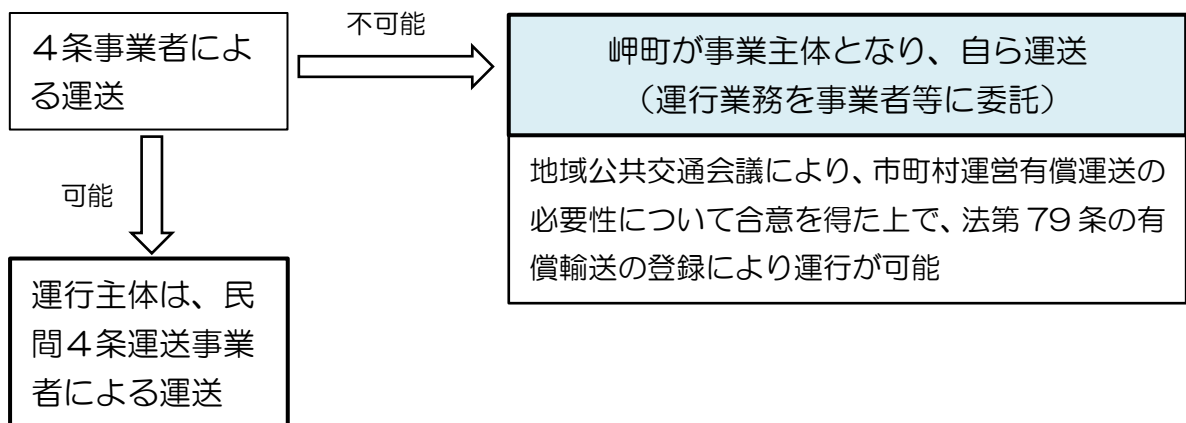 ４条事業者によ
る運送
不可能
岬町が事業主体となり、自ら運送
（運行業務を事業者等に委託）
地域公共交通会議により、市町村運営有償運送の
必要性について合意を得た上で、法第 79 条の有
償輸送の登録により運行が可能
可能
運行主体は、民
間４条運送事業
者による運送